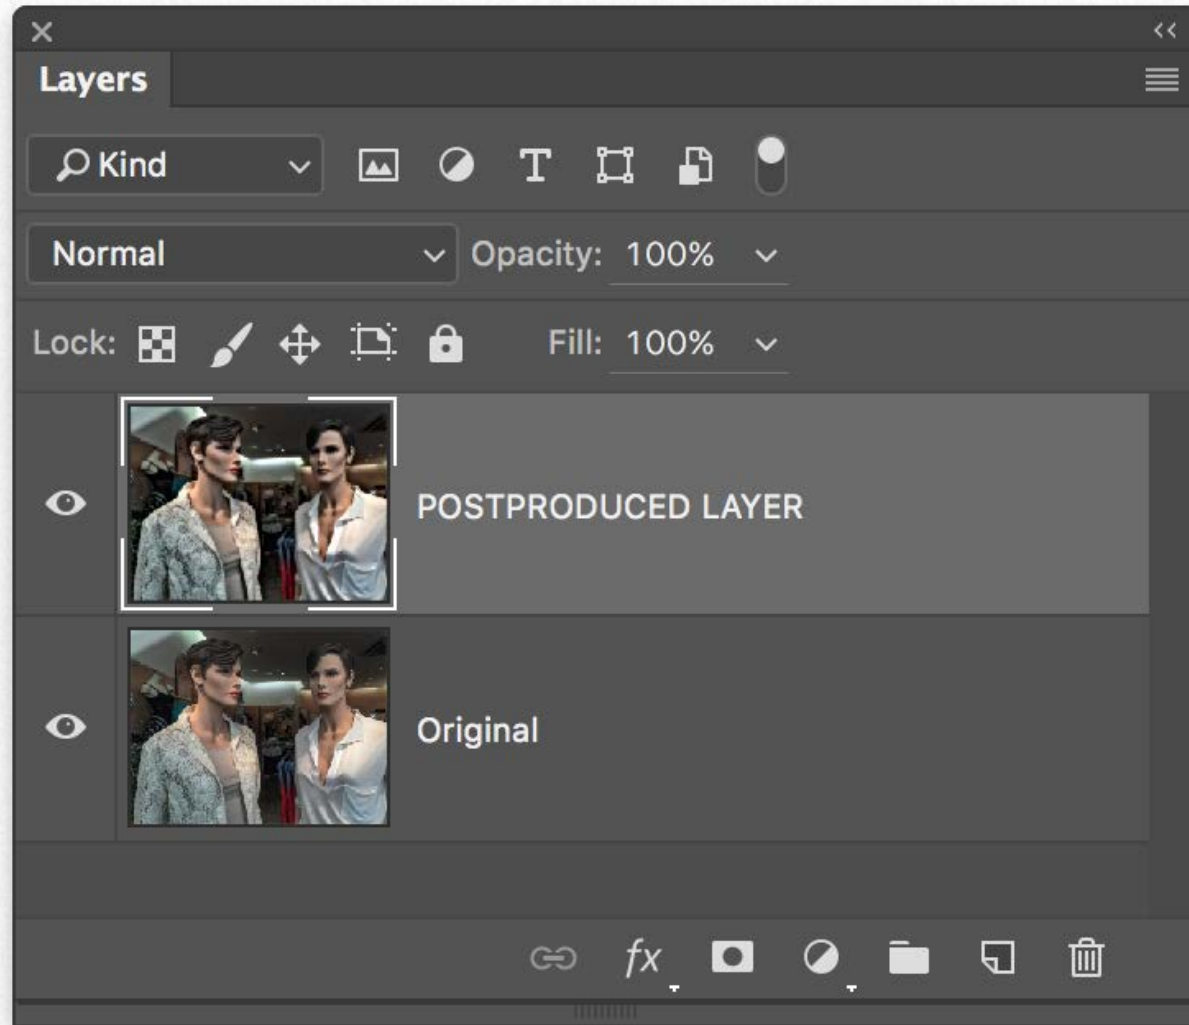 Layers
Kind
Normal Opacity: 100%
Lock: Fill: 100%
POSTPRODUCED LAYER
Original
fx